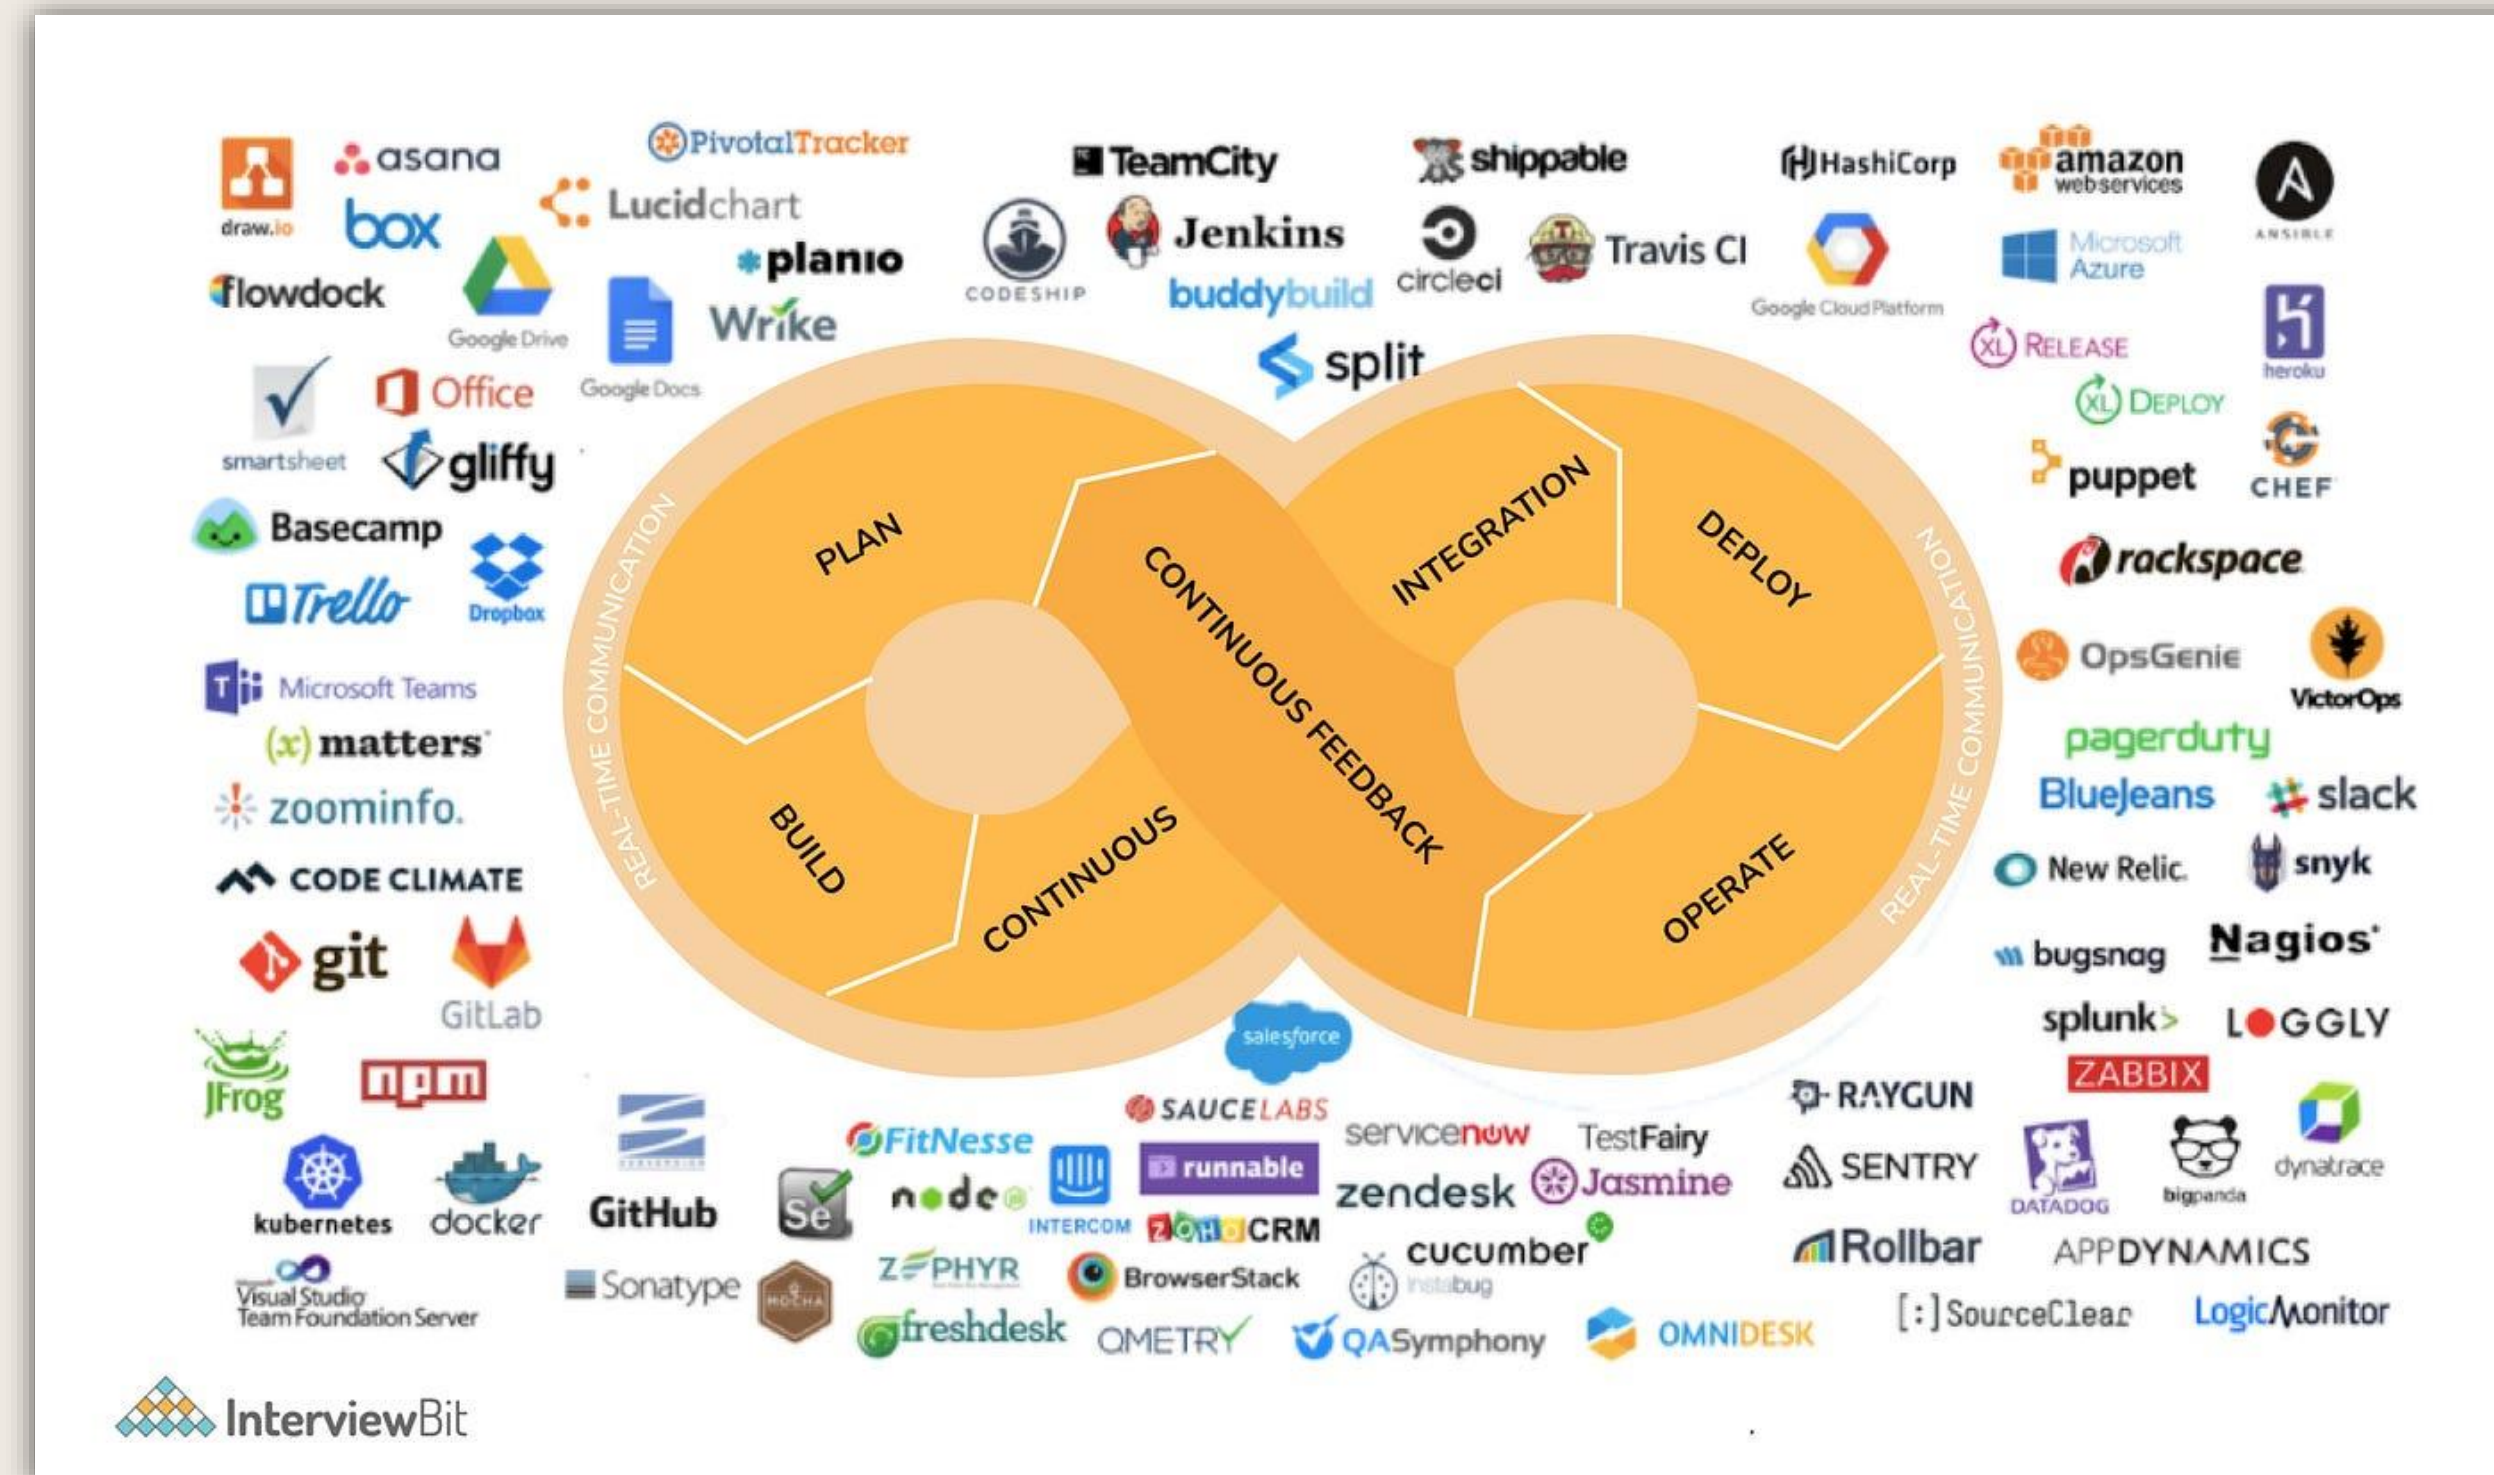 draw.io
asana
PivotalTracker
box
Lucidchart
planio
flowdock
Google Drive
Google Docs
Wrike
TeamCity
shippable
HashiCorp
amazon
webservices
ANSIBLE
CODESHIP
Jenkins
buddybuild
circleci
Travis CI
Google Cloud Platform
Microsoft
Azure
split
XL RELEASE
heroku
XL DEPLOY
smartsheet
Office
gliffy
puppet
CHEF
Basecamp
Trello
Dropbox
rackspace
REAL-TIME COMMUNICATION
PLAN
BUILD
CONTINUOUS
CONTINUOUS FEEDBACK
INTEGRATION
DEPLOY
OPERATE
REAL-TIME COMMUNICATION
T
Microsoft Teams
(x) matters
zoominfo.
CODE CLIMATE
git
GitLab
JFrog
npm
kubernetes
docker
Visual Studio
Team Foundation Server
OpsGenie
VictorOps
pagerduty
BlueJeans
slack
New Relic.
snyk
bugsnag
Nagios
splunk>
LOGGLY
ZABBIX
GitHub
Sonatype
Se
MOCHA
salesforce
SAUCELABS
FitNesse
node
INTERCOM
runnable
servicenow
TestFairy
zendesk
Jasmine
ZOHO CRM
ZEPHYR
BrowserStack
cucumber
Instabug
freshdesk
QMETRY
QASymphony
OMNIDESK
RAYGUN
SENTRY
DATADOG
bigpanda
dynatrace
Rollbar
APPDYNAMICS
[:]SourceClear
LogicMonitor
InterviewBit